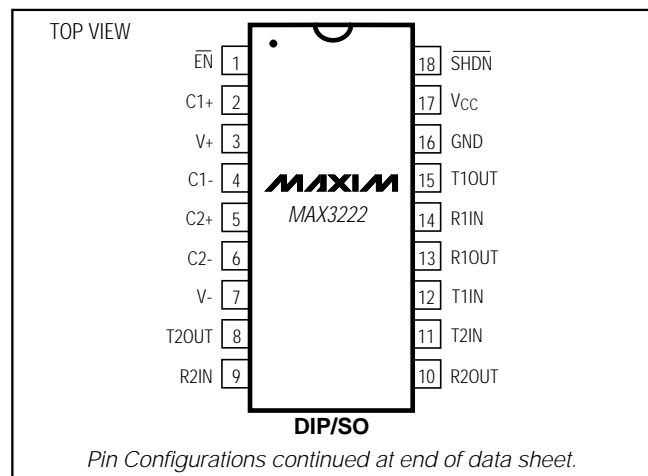 TOP VIEW
EN 1
C1+ 2
V+ 3
C1- 4
C2+ 5
C2- 6
V- 7
T2OUT 8
R2IN 9
18 SHDN
17 VCC
16 GND
15 T1OUT
14 R1IN
13 R1OUT
12 T1IN
11 T2IN
10 R2OUT
MAXIM
MAX3222
DIP/SO
Pin Configurations continued at end of data sheet.